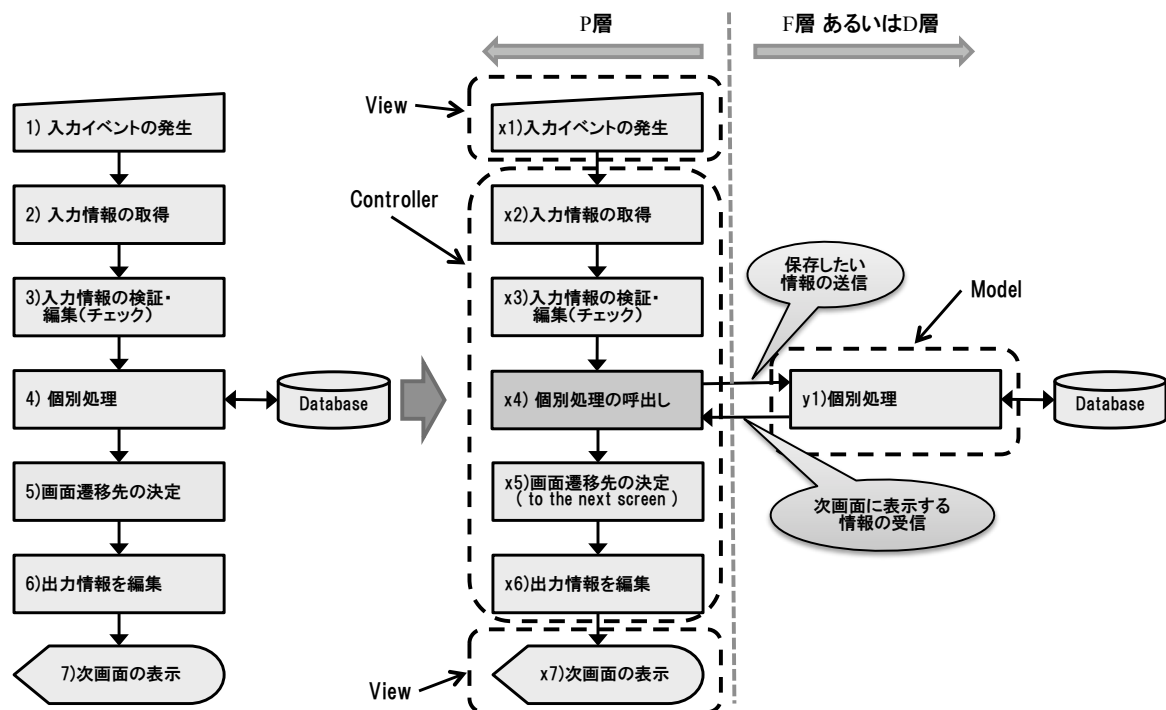 P層
F層 あるいはD層
1) 入力イベントの発生
2) 入力情報の取得
3)入力情報の検証・
編集(チェック)
4) 個別処理
Database
5)画面遷移先の決定
6)出力情報を編集
7)次画面の表示
View
x1)入力イベントの発生
Controller
x2)入力情報の取得
x3)入力情報の検証・
編集(チェック)
x4) 個別処理の呼出し
x5)画面遷移先の決定
( to the next screen )
x6)出力情報を編集
x7)次画面の表示
View
保存したい
情報の送信
Model
y1)個別処理
Database
次画面に表示する
情報の受信